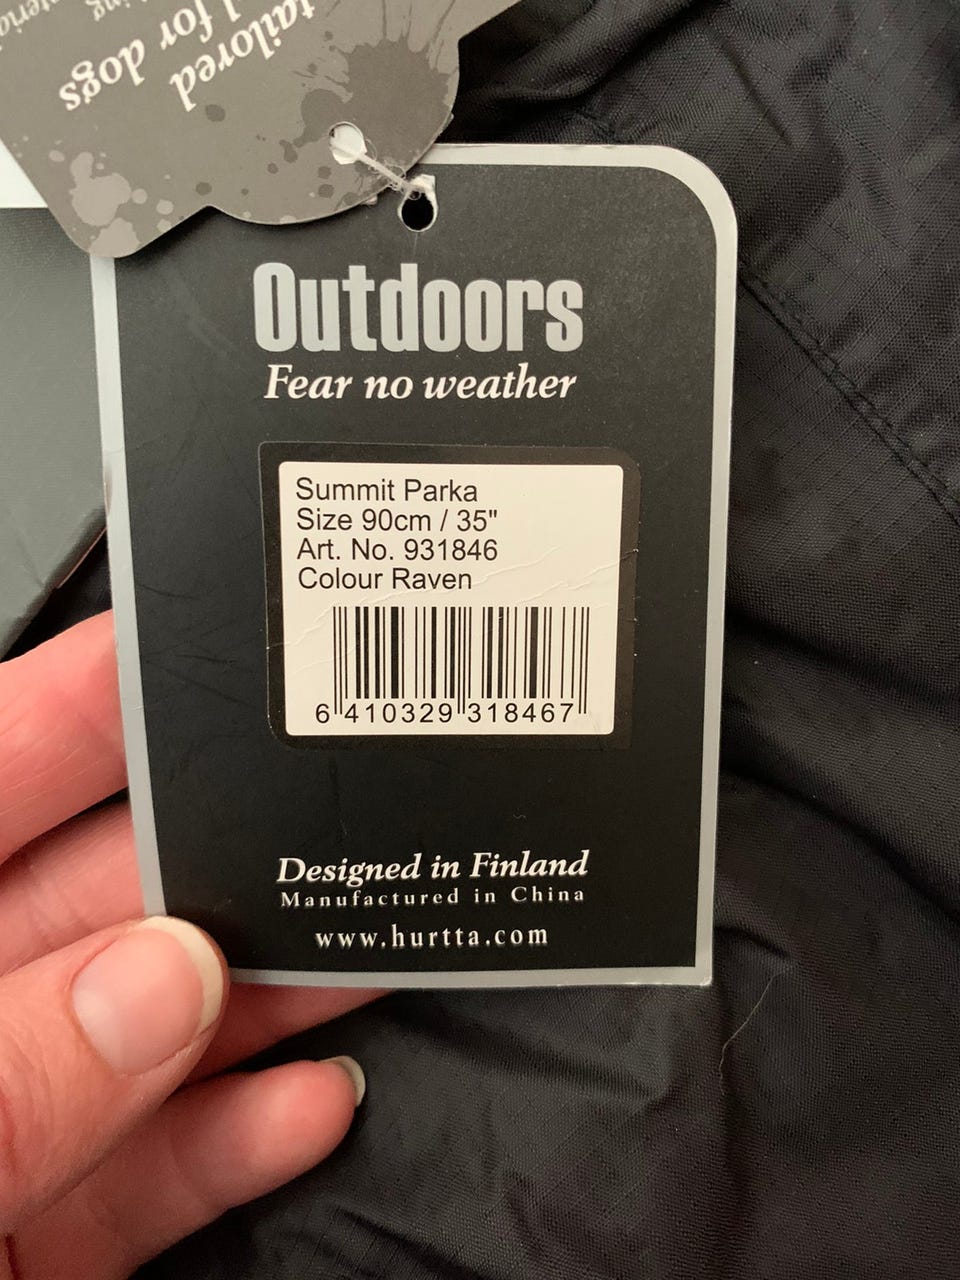 tailored
l for dogs
Outdoors
Fear no weather
Summit Parka
Size 90cm / 35"
Art. No. 931846
Colour Raven
6 410329 318467
Designed in Finland
Manufactured in China
www.hurtta.com